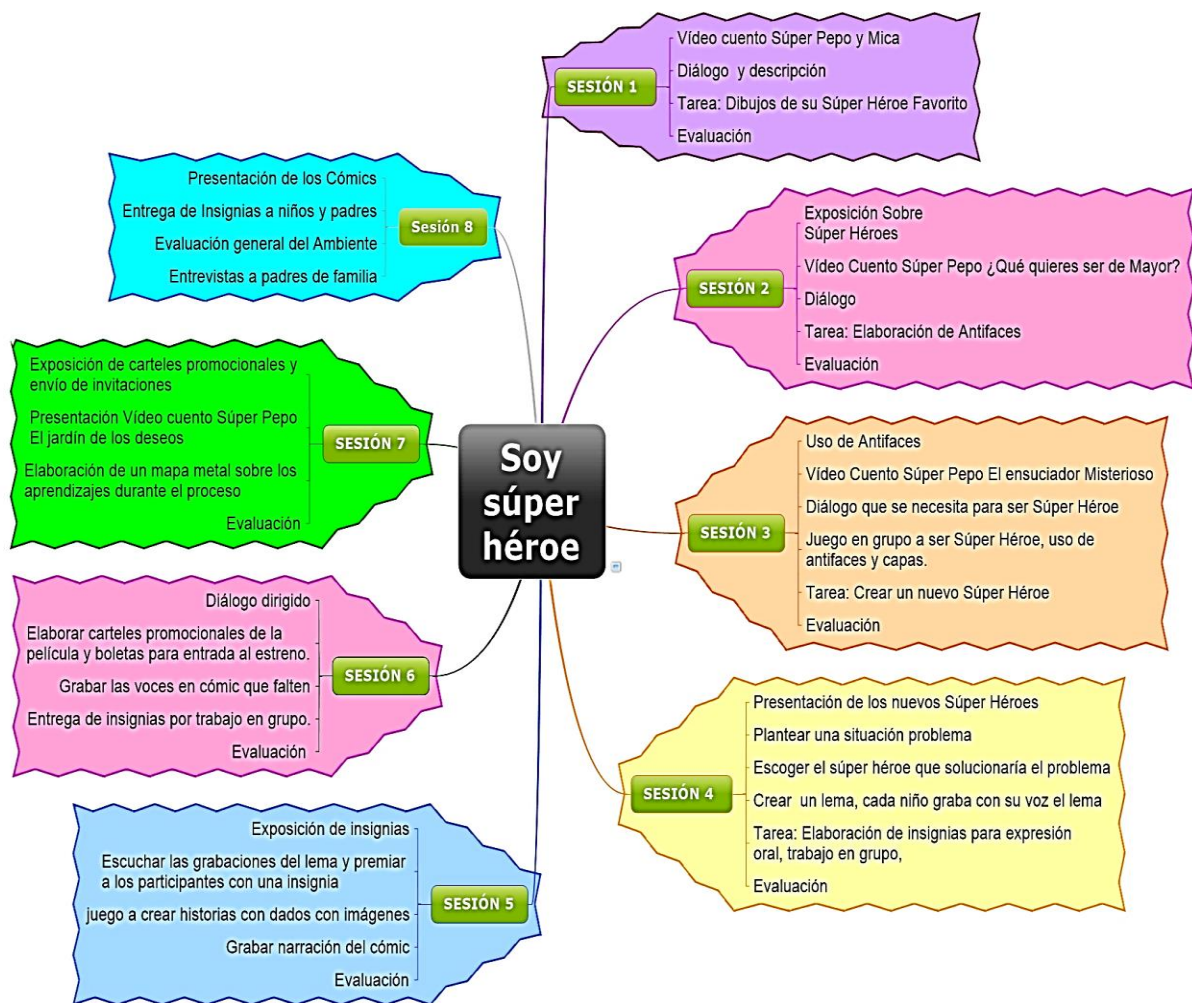 Soy
súper
héroe
SESIÓN 1
Vídeo cuento Súper Pepo y Mica
Diálogo y descripción
Tarea: Dibujos de su Súper Héroe Favorito
Evaluación
SESIÓN 2
Exposición Sobre
Súper Héroes
Vídeo Cuento Súper Pepo ¿Qué quieres ser de Mayor?
Diálogo
Tarea: Elaboración de Antifaces
Evaluación
SESIÓN 3
Uso de Antifaces
Vídeo Cuento Súper Pepo El ensuciador Misterioso
Diálogo que se necesita para ser Súper Héroe
Juego en grupo a ser Súper Héroe, uso de
antifaces y capas.
Tarea: Crear un nuevo Súper Héroe
Evaluación
SESIÓN 4
Presentación de los nuevos Súper Héroes
Plantear una situación problema
Escoger el súper héroe que solucionaría el problema
Crear un lema, cada niño graba con su voz el lema
Tarea: Elaboración de insignias para expresión
oral, trabajo en grupo,
Evaluación
SESIÓN 5
Exposición de insignias
Escuchar las grabaciones del lema y premiar
a los participantes con una insignia
juego a crear historias con dados con imágenes
Grabar narración del cómic
Evaluación
SESIÓN 6
Diálogo dirigido
Elaborar carteles promocionales de la
película y boletas para entrada al estreno.
Grabar las voces en cómic que falten
Entrega de insignias por trabajo en grupo.
Evaluación
SESIÓN 7
Exposición de carteles promocionales y
envío de invitaciones
Presentación Vídeo cuento Súper Pepo
El jardín de los deseos
Elaboración de un mapa metal sobre los
aprendizajes durante el proceso
Evaluación
Sesión 8
Presentación de los Cómics
Entrega de Insignias a niños y padres
Evaluación general del Ambiente
Entrevistas a padres de familia